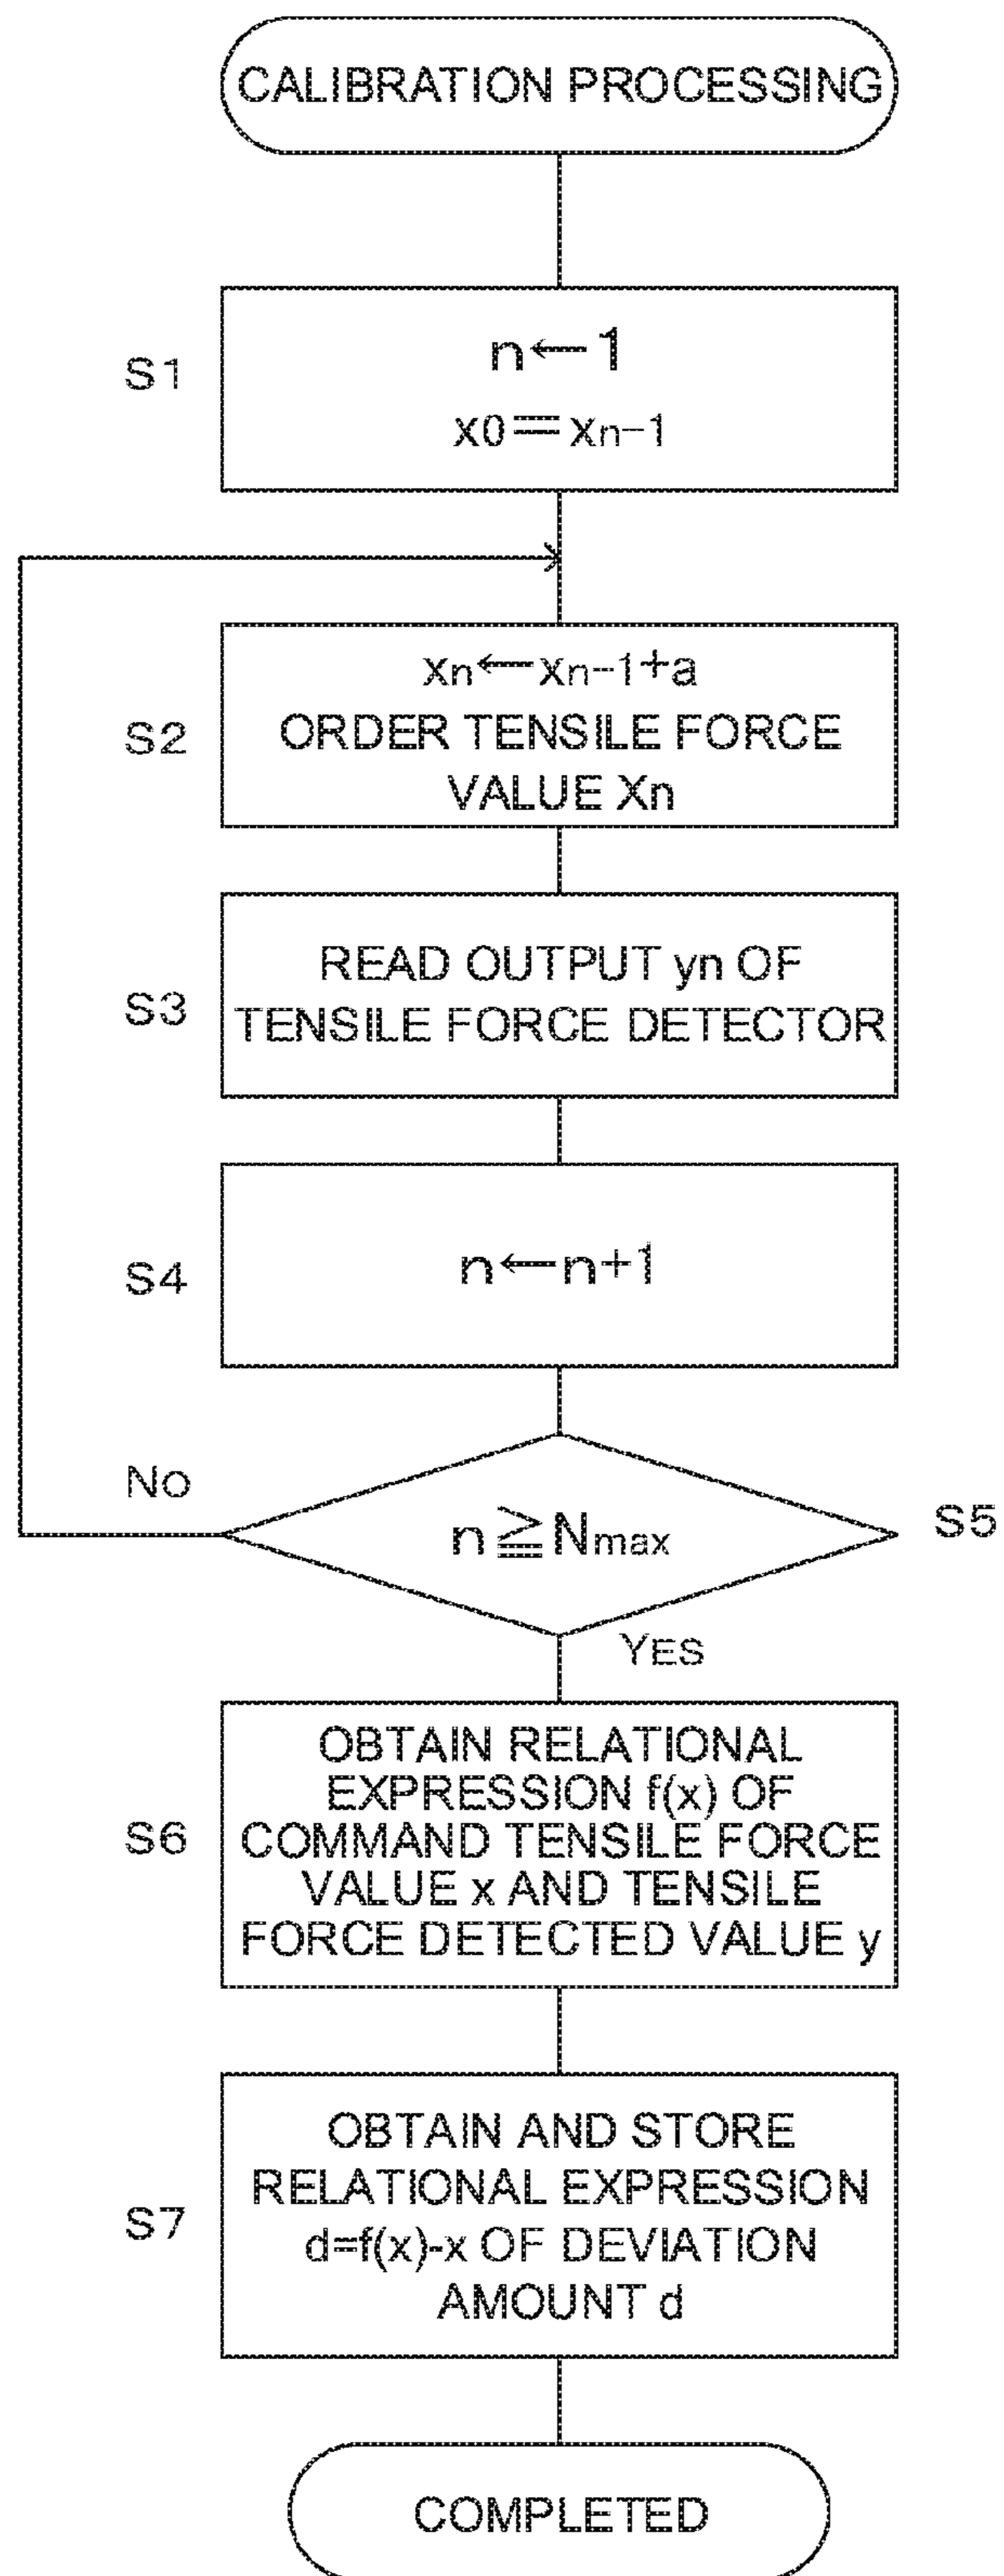 CALIBRATION PROCESSING
S1
n←1
x0=xn-1
S2
xn←xn-1+a
ORDER TENSILE FORCE
VALUE Xn
S3
READ OUTPUT yn OF
TENSILE FORCE DETECTOR
S4
n←n+1
No
n≧Nmax
S5
YES
S6
OBTAIN RELATIONAL
EXPRESSION f(x) OF
COMMAND TENSILE FORCE
VALUE x AND TENSILE
FORCE DETECTED VALUE y
S7
OBTAIN AND STORE
RELATIONAL EXPRESSION
d=f(x)-x OF DEVIATION
AMOUNT d
COMPLETED